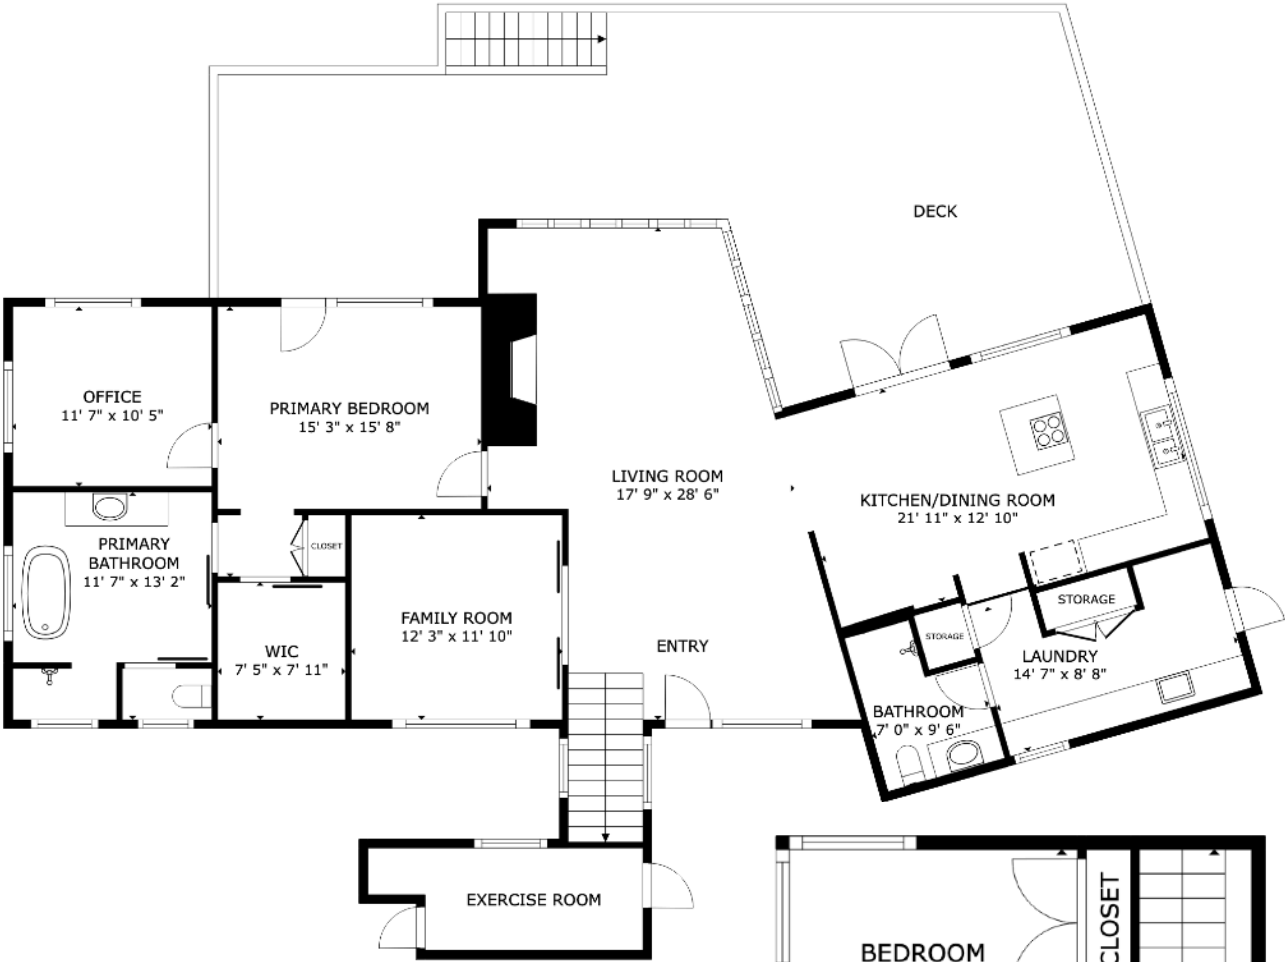 DECK
OFFICE
11' 7" x 10' 5"
PRIMARY BEDROOM
15' 3" x 15' 8"
LIVING ROOM
17' 9" x 28' 6"
KITCHEN/DINING ROOM
21' 11" x 12' 10"
PRIMARY
BATHROOM
11' 7" x 13' 2"
CLOSET
FAMILY ROOM
12' 3" x 11' 10"
WIC
7' 5" x 7' 11"
ENTRY
STORAGE
STORAGE
LAUNDRY
14' 7" x 8' 8"
BATHROOM
7' 0" x 9' 6"
EXERCISE ROOM
BEDROOM
CLOSET